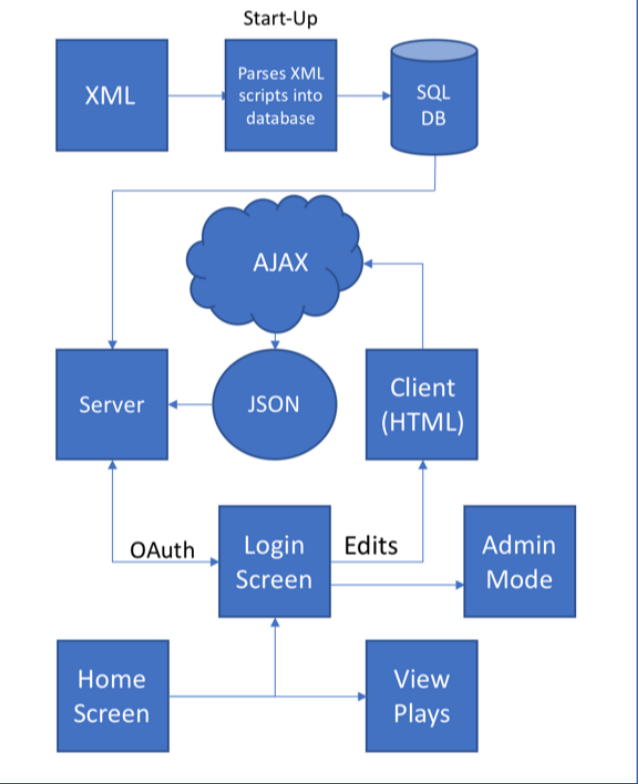 Start-Up
XML
Parses XML
scripts into
database
SQL
DB
AJAX
Server
JSON
Client
(HTML)
OAuth
Login
Screen
Edits
Admin
Mode
Home
Screen
View
Plays